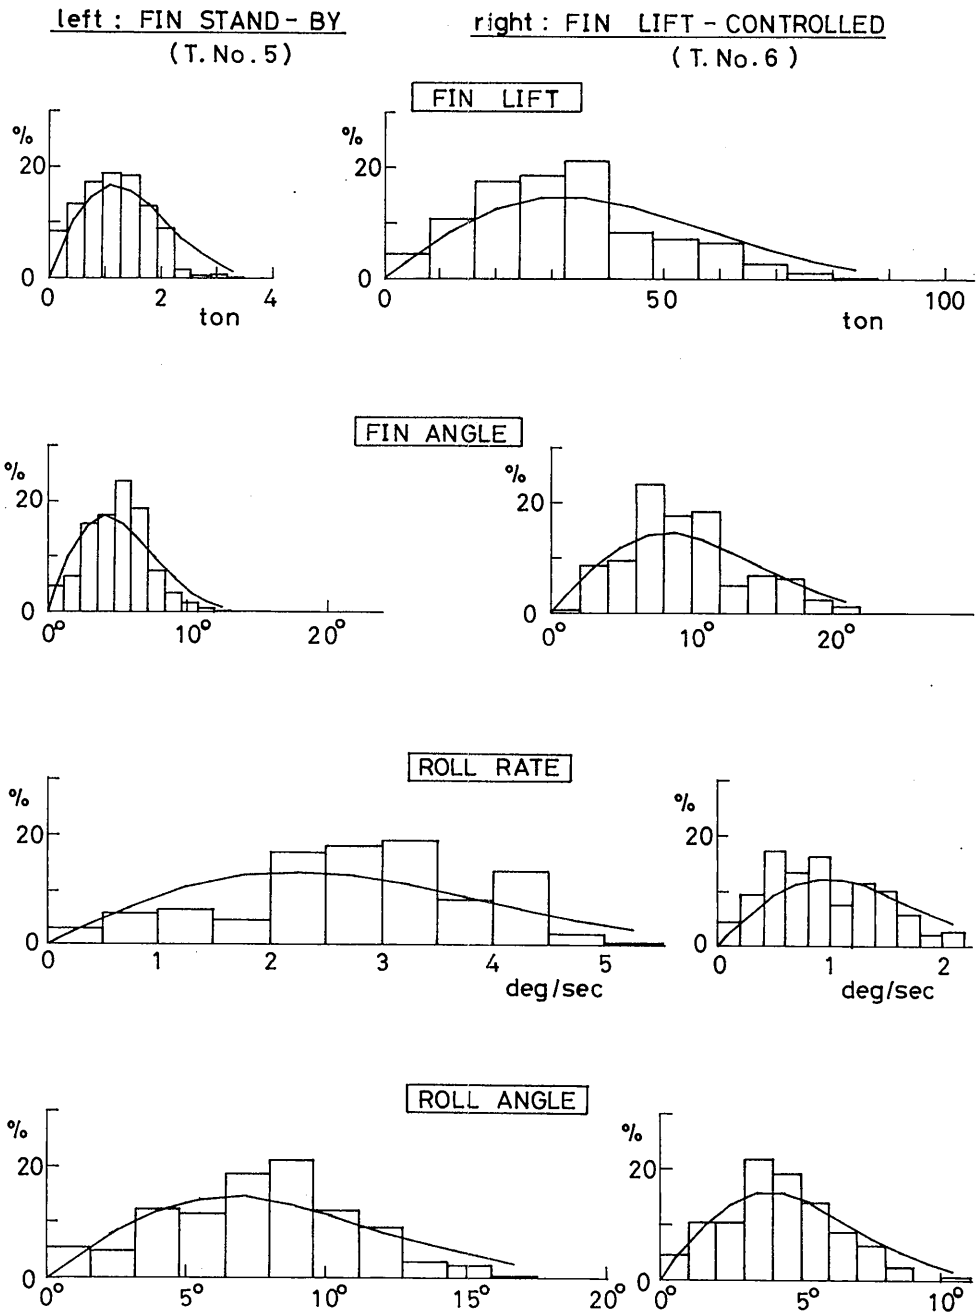 left : FIN STAND-BY right : FIN LIFT-CONTROLLED
(T.No.5) (T.No.6)
FIN LIFT
% %
20 20
0 0
0 2 4 0 50 100
ton ton
FIN ANGLE
% %
20 20
0 0
0° 10° 20° 0° 10° 20°
ROLL RATE
% %
20 20
0 0
0 1 2 3 4 5 0 1 2
deg/sec deg/sec
ROLL ANGLE
% %
20 20
0 0
0° 5° 10° 15° 20° 0° 5° 10°